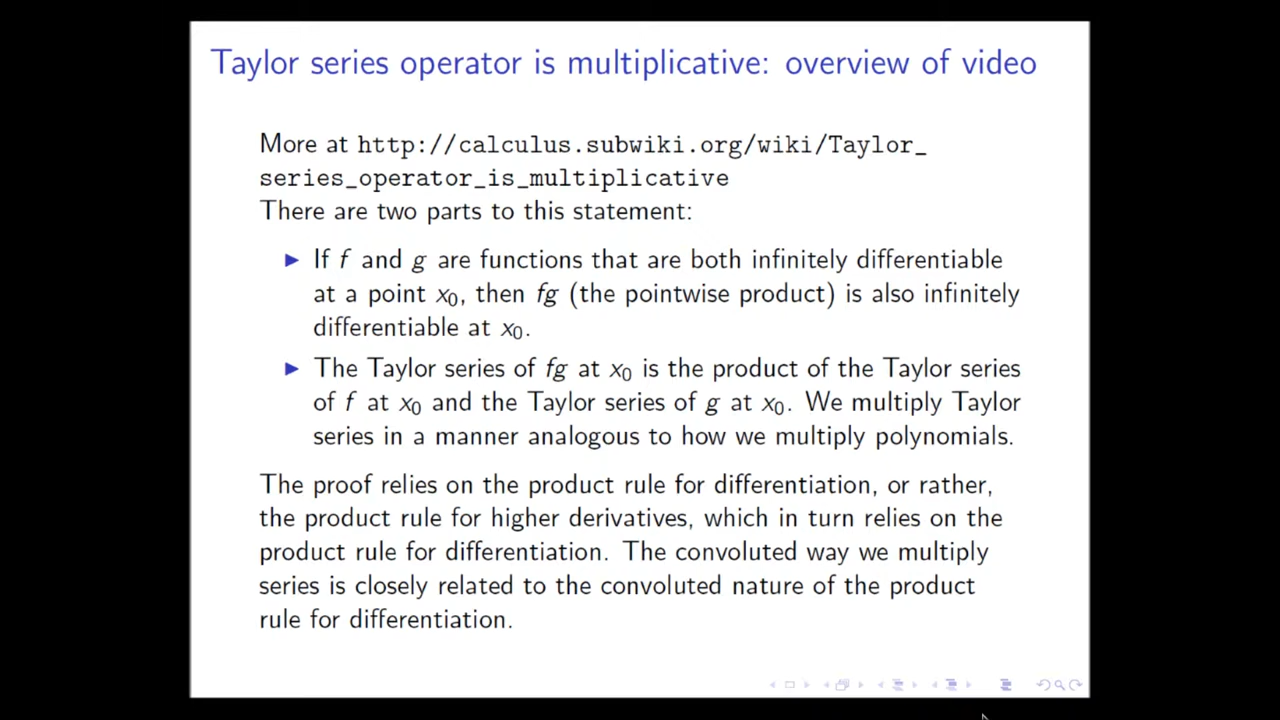 Taylor series operator is multiplicative: overview of video
More at http://calculus.subwiki.org/wiki/Taylor_
series_operator_is_multiplicative
There are two parts to this statement:
▶ If f and g are functions that are both infinitely differentiable
at a point x₀, then fg (the pointwise product) is also infinitely
differentiable at x₀.
▶ The Taylor series of fg at x₀ is the product of the Taylor series
of f at x₀ and the Taylor series of g at x₀. We multiply Taylor
series in a manner analogous to how we multiply polynomials.
The proof relies on the product rule for differentiation, or rather,
the product rule for higher derivatives, which in turn relies on the
product rule for differentiation. The convoluted way we multiply
series is closely related to the convoluted nature of the product
rule for differentiation.